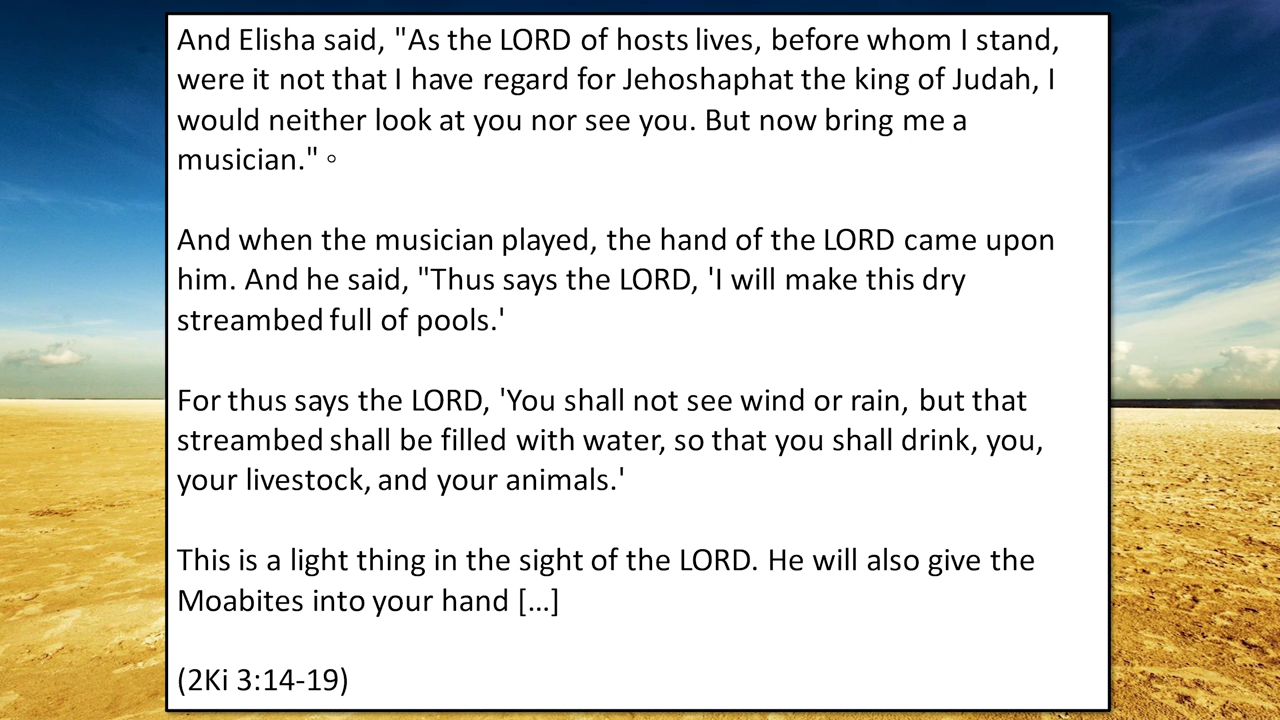 And Elisha said, "As the LORD of hosts lives, before whom I stand,
were it not that I have regard for Jehoshaphat the king of Judah, I
would neither look at you nor see you. But now bring me a
musician." ◦
And when the musician played, the hand of the LORD came upon
him. And he said, "Thus says the LORD, 'I will make this dry
streambed full of pools.'
For thus says the LORD, 'You shall not see wind or rain, but that
streambed shall be filled with water, so that you shall drink, you,
your livestock, and your animals.'
This is a light thing in the sight of the LORD. He will also give the
Moabites into your hand […]
(2Ki 3:14-19)